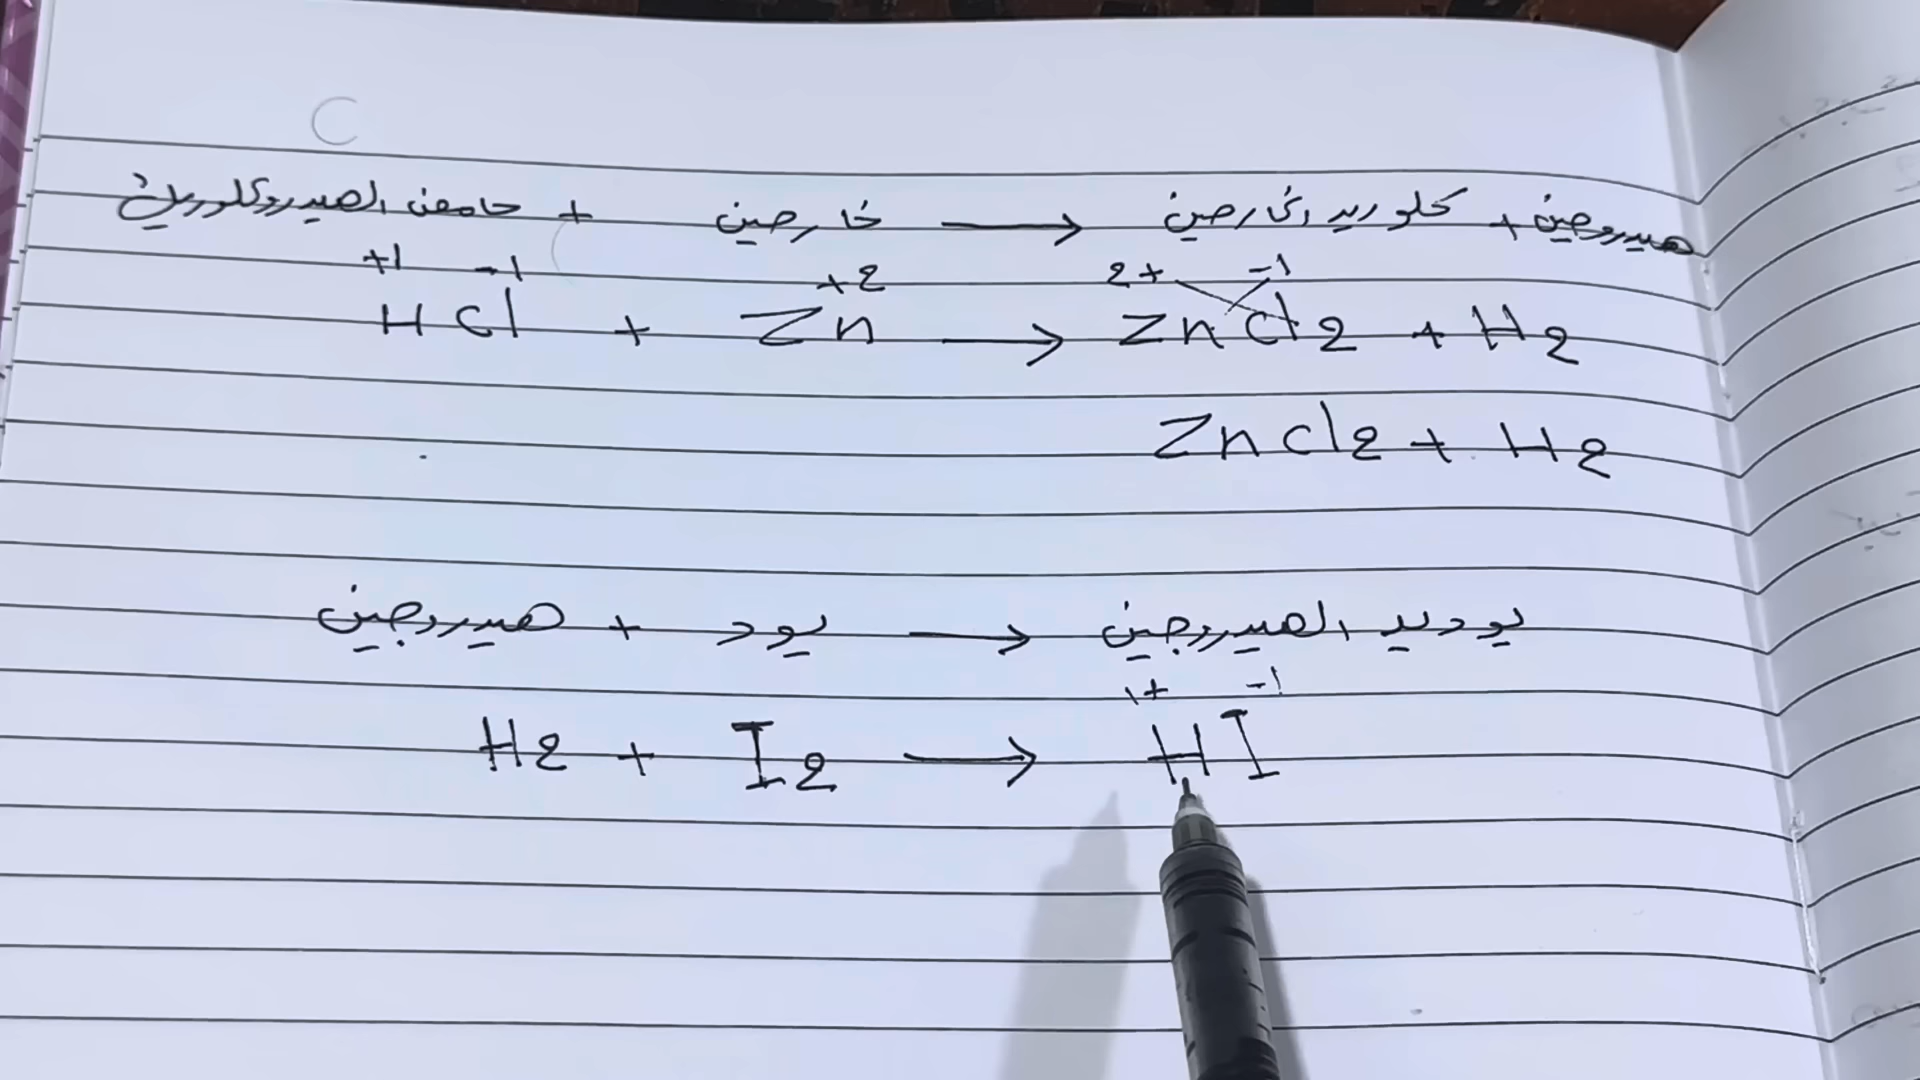 C
حامض الهيدروكلوريك + خارصين → كلوريد الخارصين + هيدروجين
+1 -1 +2 2+ -1
HCl + Zn → ZnCl2 + H2
ZnCl2 + H2
هيدروجين + يود → يوديد الهيدروجين
1+ -1
H2 + I2 → HI